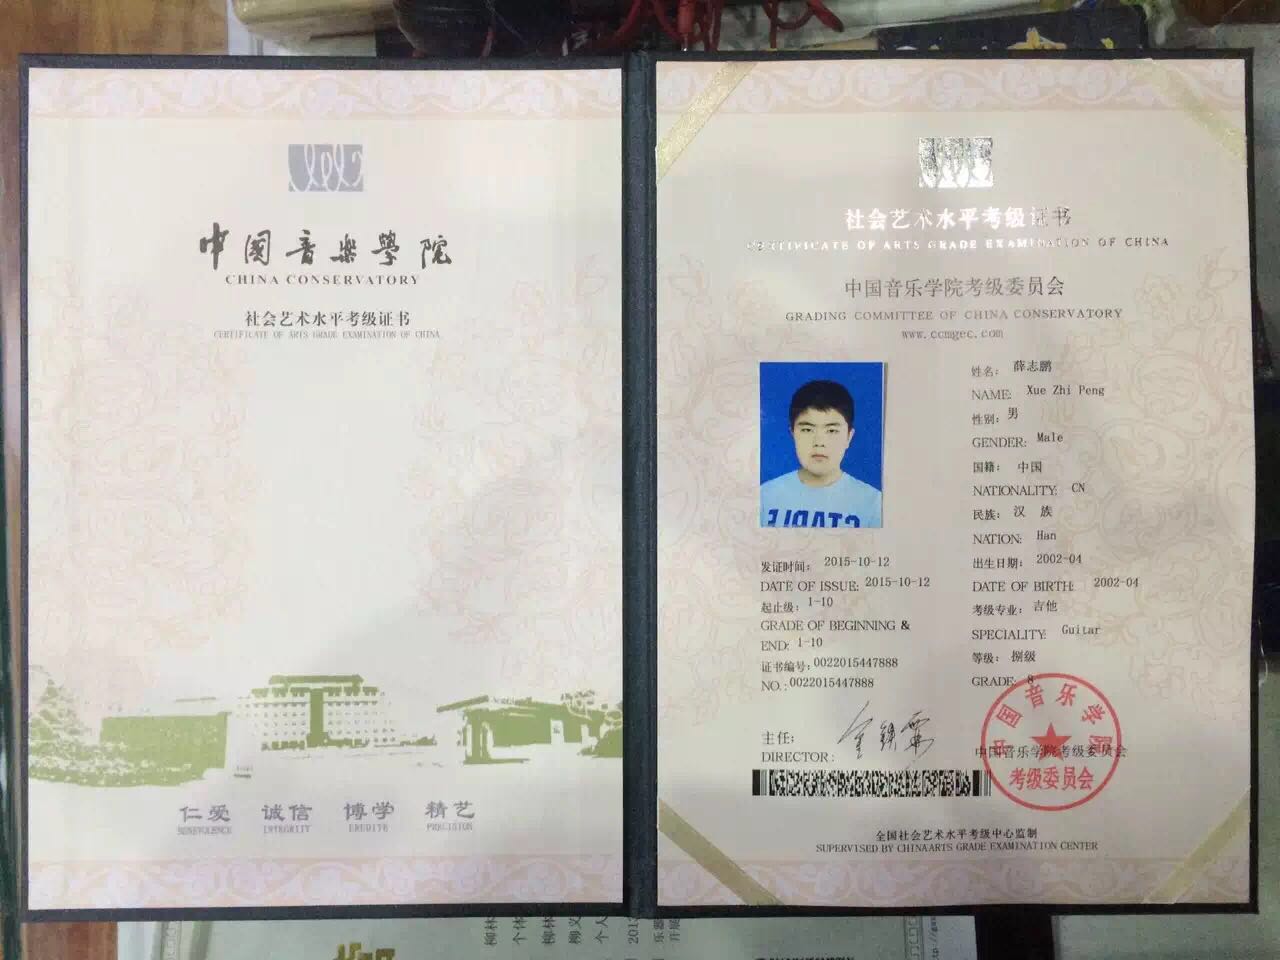 中国音樂學院
CHINA CONSERVATORY
社会艺术水平考级证书
CERTIFICATE OF ARTS GRADE EXAMINATION OF CHINA
仁爱 诚信 博学 精艺
BENEVOLENCE INTEGRITY ERUDITE PRECISION
社会艺术水平考级证书
CERTIFICATE OF ARTS GRADE EXAMINATION OF CHINA
中国音乐学院考级委员会
GRADING COMMITTEE OF CHINA CONSERVATORY
www.ccmgec.com
姓名: 薛志鹏
NAME: Xue Zhi Peng
性别: 男
GENDER: Male
国籍: 中国
NATIONALITY: CN
民族: 汉 族
NATION: Han
出生日期: 2002-04
DATE OF BIRTH: 2002-04
考级专业: 吉他
SPECIALITY: Guitar
等级: 捌级
GRADE: 8
发证时间: 2015-10-12
DATE OF ISSUE: 2015-10-12
起止级: 1-10
GRADE OF BEGINNING &
END: 1-10
证书编号: 0022015447888
NO.: 0022015447888
主任:
DIRECTOR:
中国音乐学院考级委员会
中国音乐学院
考级委员会
全国社会艺术水平考级中心监制
SUPERVISED BY CHINA ARTS GRADE EXAMINATION CENTER